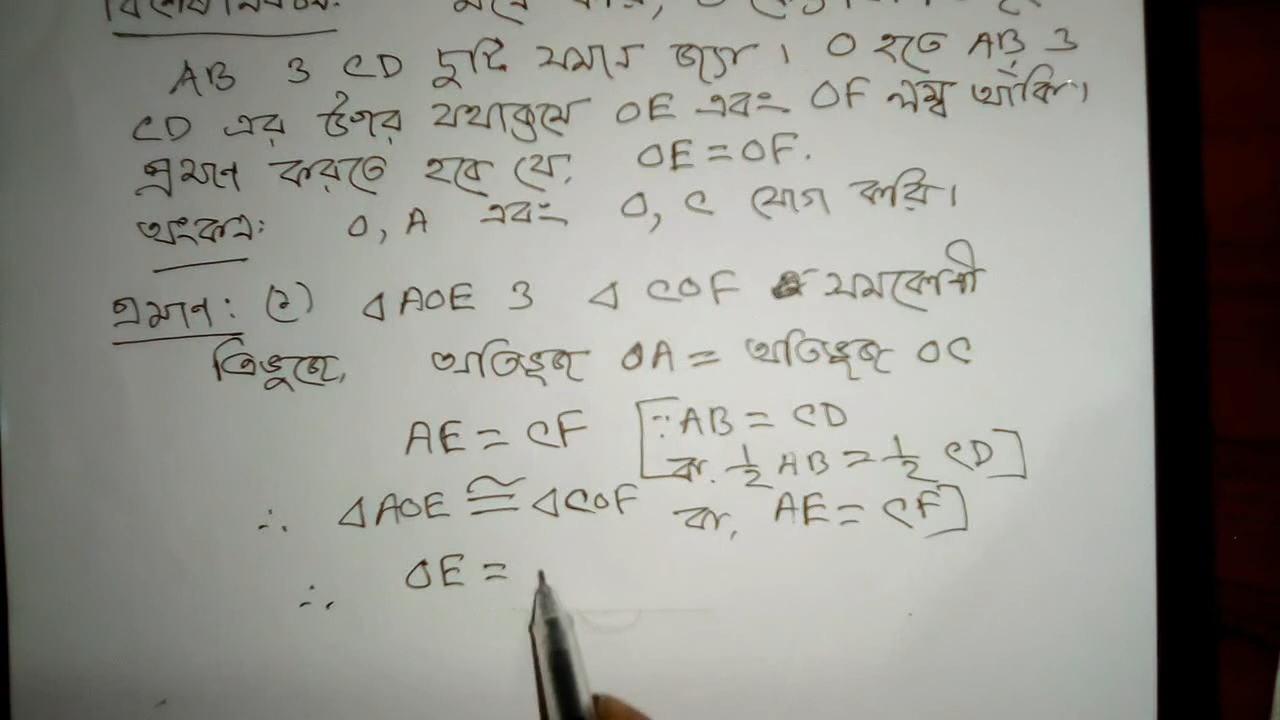 AB ও CD দুটি সমান জ্যা। O হতে AB ও
CD এর উপর যথাক্রমে OE এবং OF লম্ব আঁকি।
প্রমান করতে হবে যে, OE = OF.
অংকন: O, A এবং O, C যোগ করি।
প্রমান: (১) ◁ AOE ও ◁ COF সমকোণী
ত্রিভুজে, অতিভুজ OA = অতিভুজ OC
AE = CF [∵ AB = CD
বা, 1/2 AB = 1/2 CD]
∴ ◁AOE ≅ ◁COF বা, AE = CF]
∴ OE =